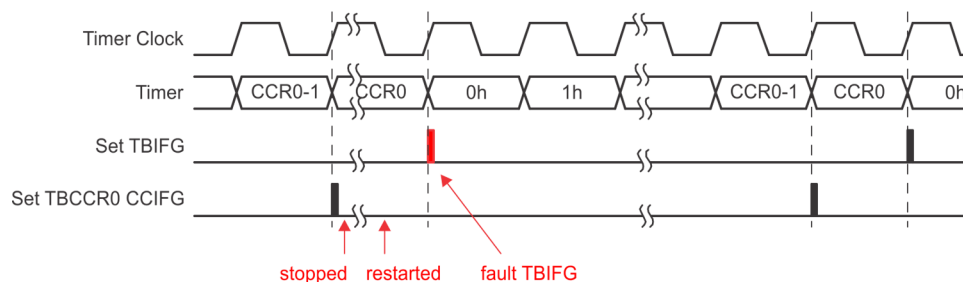 Timer Clock
Timer CCR0-1 CCR0 0h 1h CCR0-1 CCR0 0h
Set TBIFG
Set TBCCR0 CCIFG
stopped restarted fault TBIFG